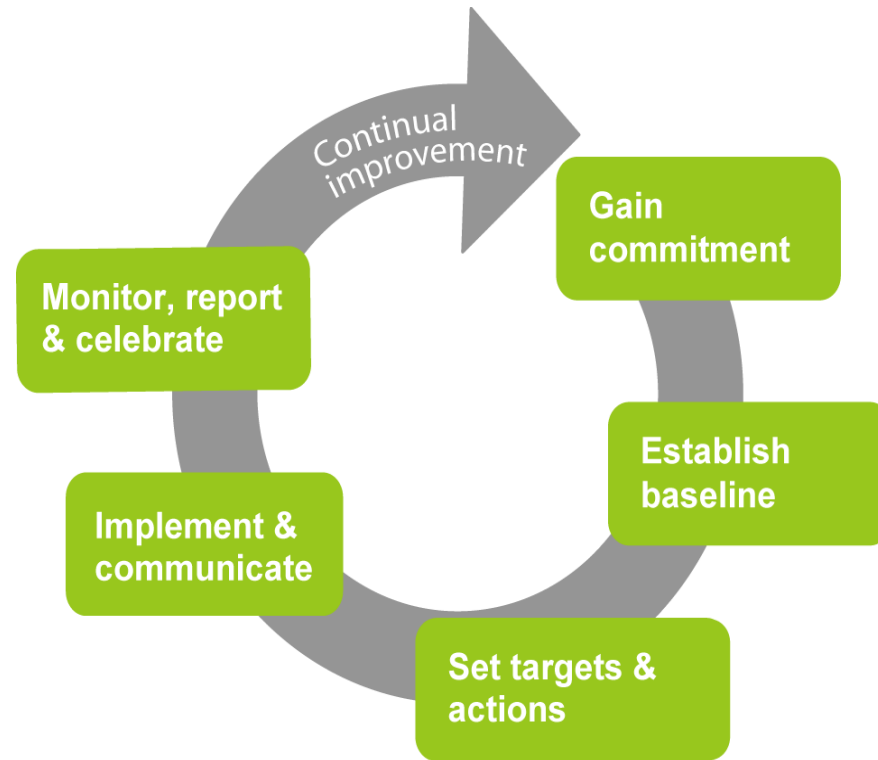 Continual
improvement
Gain
commitment
Establish
baseline
Set targets &
actions
Implement &
communicate
Monitor, report
& celebrate